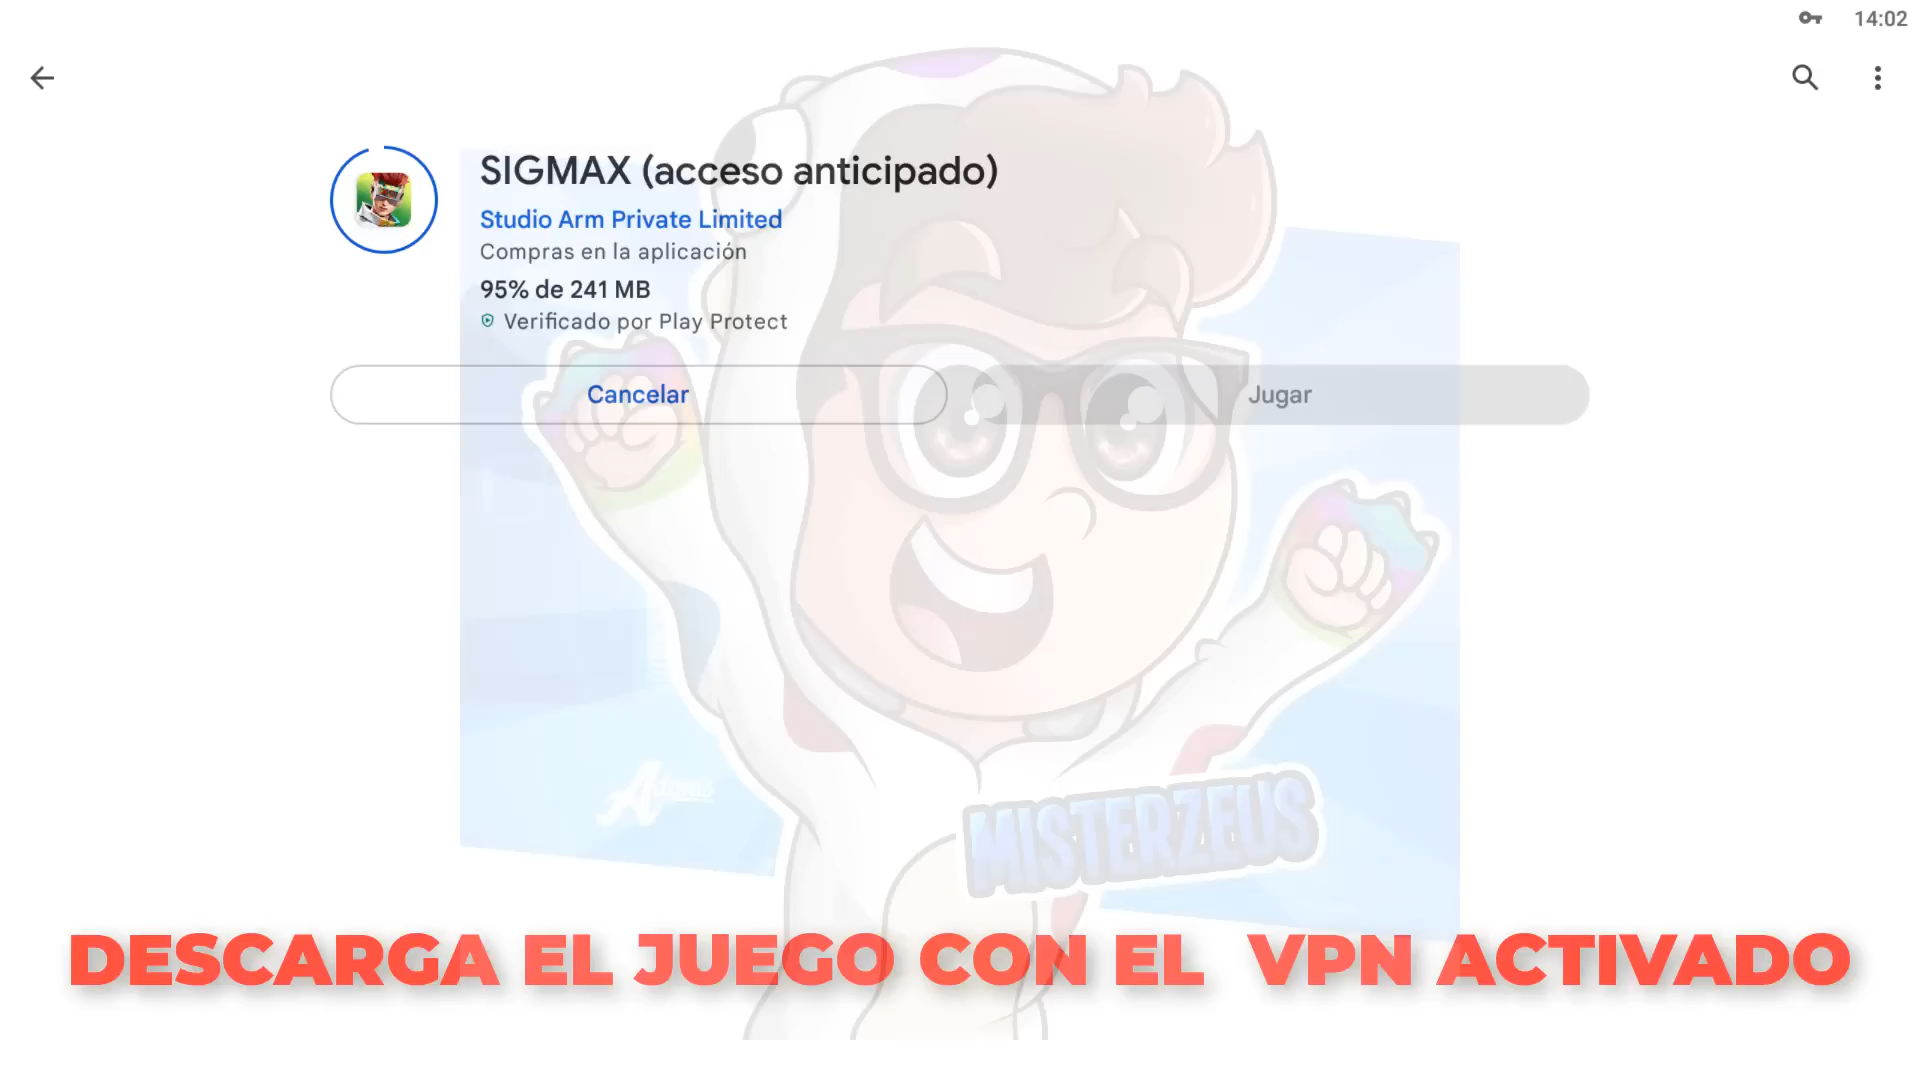 14:02
SIGMAX (acceso anticipado)
Studio Arm Private Limited
Compras en la aplicación
95% de 241 MB
Verificado por Play Protect
Cancelar
Jugar
Adonis
MISTERZEUS
DESCARGA EL JUEGO CON EL VPN ACTIVADO